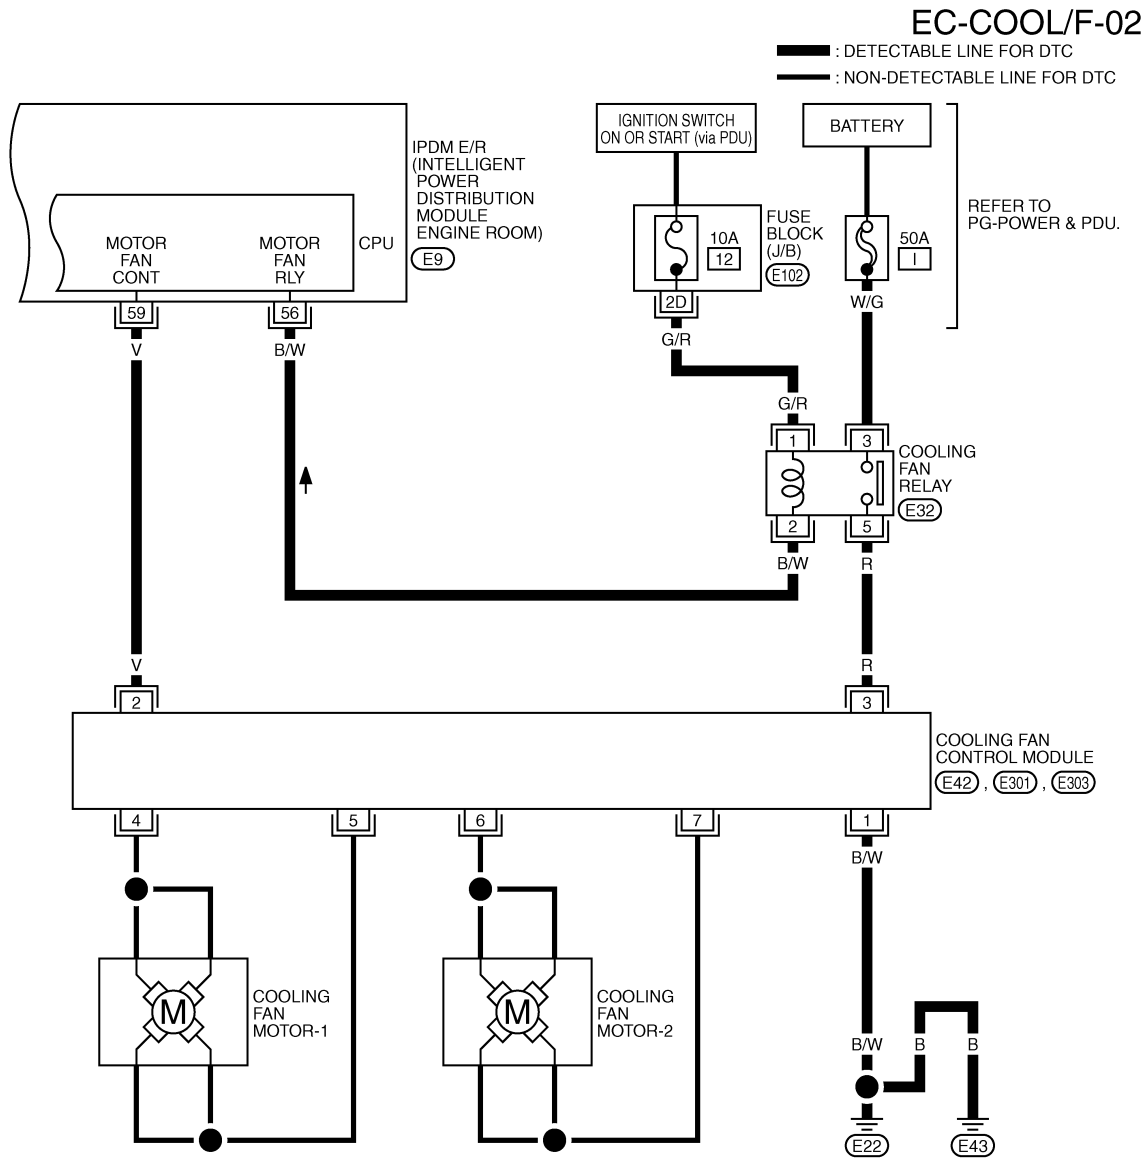 EC-COOL/F-02
: DETECTABLE LINE FOR DTC
: NON-DETECTABLE LINE FOR DTC
IPDM E/R
(INTELLIGENT
POWER
DISTRIBUTION
MODULE
ENGINE ROOM)
E9
CPU
MOTOR
FAN
CONT
MOTOR
FAN
RLY
59
56
V
B/W
IGNITION SWITCH
ON OR START (via PDU)
BATTERY
REFER TO
PG-POWER & PDU.
10A
12
FUSE
BLOCK
(J/B)
E102
50A
I
2D
G/R
W/G
G/R
1
3
COOLING
FAN
RELAY
E32
2
5
B/W
R
V
R
2
3
COOLING FAN
CONTROL MODULE
E42 , E301 , E303
4
5
6
7
1
B/W
COOLING
FAN
MOTOR-1
M
COOLING
FAN
MOTOR-2
M
B/W
B
B
E22
E43